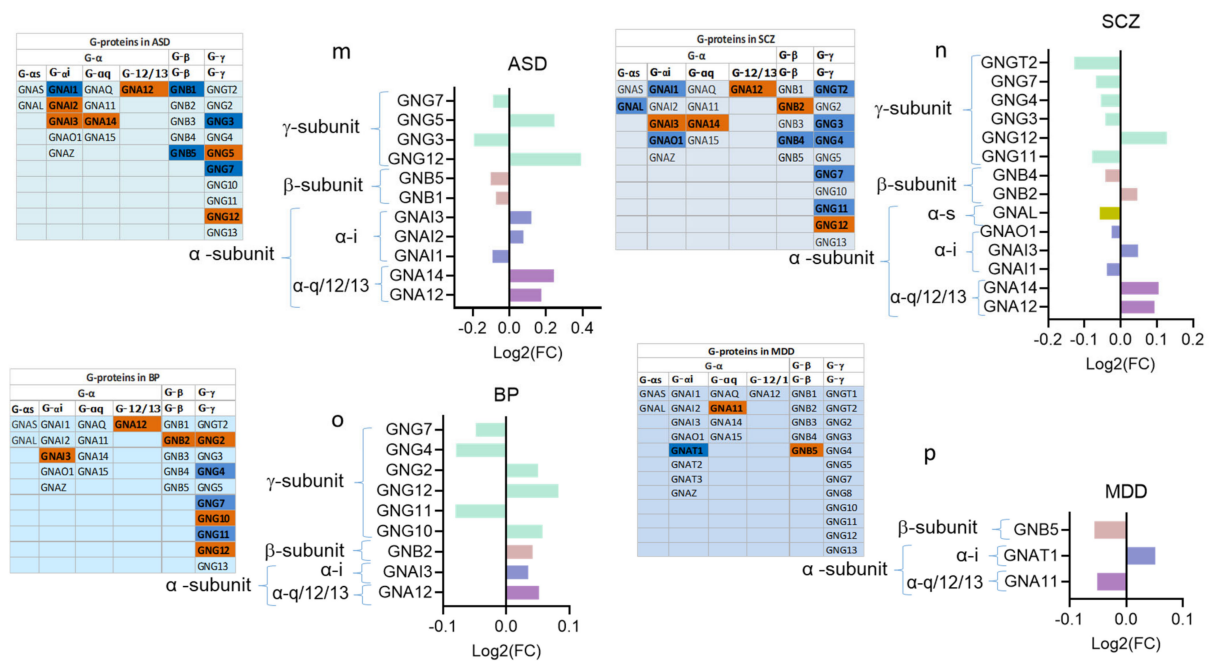 G-proteins in ASD
G-α G-β G-γ
G-αs G-αi G-αq G-12/13 G-β G-γ
GNAS GNAI1 GNAQ GNA12 GNB1 GNGT2
GNAL GNAI2 GNA11 GNB2 GNG2
GNAI3 GNA14 GNB3 GNG3
GNAO1 GNA15 GNB4 GNG4
GNAZ GNB5 GNG5
GNG7
GNG10
GNG11
GNG12
GNG13
m
ASD
γ-subunit
β-subunit
α-i
α -subunit
α-q/12/13
GNG7
GNG5
GNG3
GNG12
GNB5
GNB1
GNAI3
GNAI2
GNAI1
GNA14
GNA12
-0.2 0.0 0.2 0.4
Log2(FC)
G-proteins in SCZ
G-α G-β G-γ
G-αs G-αi G-αq G-12/13 G-β G-γ
GNAS GNAI1 GNAQ GNA12 GNB1 GNGT2
GNAL GNAI2 GNA11 GNB2 GNG2
GNAI3 GNA14 GNB3 GNG3
GNAO1 GNA15 GNB4 GNG4
GNAZ GNB5 GNG5
GNG7
GNG10
GNG11
GNG12
GNG13
n
SCZ
γ-subunit
β-subunit
α-s
α-i
α -subunit
α-q/12/13
GNGT2
GNG7
GNG4
GNG3
GNG12
GNG11
GNB4
GNB2
GNAL
GNAO1
GNAI3
GNAI1
GNA14
GNA12
-0.2 -0.1 0.0 0.1 0.2
Log2(FC)
G-proteins in BP
G-α G-β G-γ
G-αs G-αi G-αq G-12/13 G-β G-γ
GNAS GNAI1 GNAQ GNA12 GNB1 GNGT2
GNAL GNAI2 GNA11 GNB2 GNG2
GNAI3 GNA14 GNB3 GNG3
GNAO1 GNA15 GNB4 GNG4
GNAZ GNB5 GNG5
GNG7
GNG10
GNG11
GNG12
GNG13
o
BP
γ-subunit
β-subunit
α-i
α -subunit
α-q/12/13
GNG7
GNG4
GNG2
GNG12
GNG11
GNG10
GNB2
GNAI3
GNA12
-0.1 0.0 0.1
Log2(FC)
G-proteins in MDD
G-α G-β G-γ
G-αs G-αi G-αq G-12/1 G-β G-γ
GNAS GNAI1 GNAQ GNA12 GNB1 GNGT1
GNAL GNAI2 GNA11 GNB2 GNGT2
GNAI3 GNA14 GNB3 GNG2
GNAO1 GNA15 GNB4 GNG3
GNAT1 GNB5 GNG4
GNAT2 GNG5
GNAT3 GNG7
GNAZ GNG8
GNG10
GNG11
GNG12
GNG13
p
MDD
β-subunit
α-i
α -subunit
α-q/12/13
GNB5
GNAT1
GNA11
-0.1 0.0 0.1
Log2(FC)